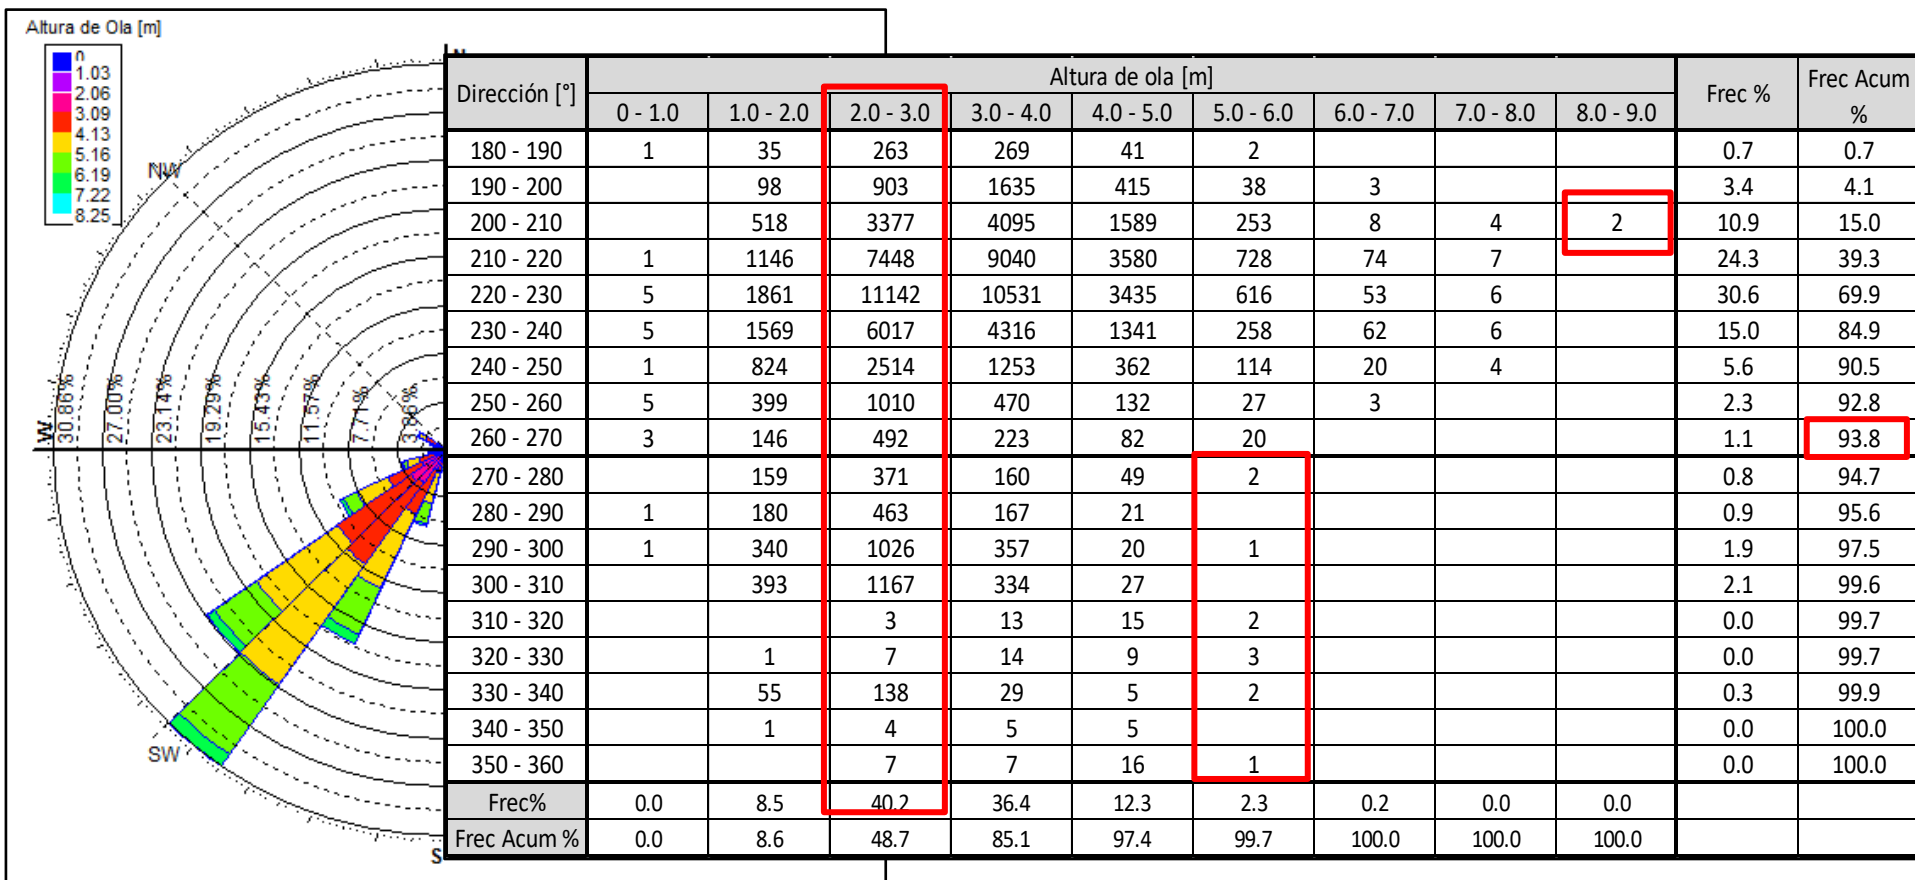 Altura de Ola [m]
0
1.03
2.06
3.09
4.13
5.16
6.19
7.22
8.25
NW
W
30.86%
27.00%
23.14%
19.29%
15.43%
11.57%
7.71%
3.86%
SW
S
Dirección [°] Altura de ola [m] Frec % Frec Acum %
0 - 1.0 1.0 - 2.0 2.0 - 3.0 3.0 - 4.0 4.0 - 5.0 5.0 - 6.0 6.0 - 7.0 7.0 - 8.0 8.0 - 9.0
180 - 190 1 35 263 269 41 2 0.7 0.7
190 - 200 98 903 1635 415 38 3 3.4 4.1
200 - 210 518 3377 4095 1589 253 8 4 2 10.9 15.0
210 - 220 1 1146 7448 9040 3580 728 74 7 24.3 39.3
220 - 230 5 1861 11142 10531 3435 616 53 6 30.6 69.9
230 - 240 5 1569 6017 4316 1341 258 62 6 15.0 84.9
240 - 250 1 824 2514 1253 362 114 20 4 5.6 90.5
250 - 260 5 399 1010 470 132 27 3 2.3 92.8
260 - 270 3 146 492 223 82 20 1.1 93.8
270 - 280 159 371 160 49 2 0.8 94.7
280 - 290 1 180 463 167 21 0.9 95.6
290 - 300 1 340 1026 357 20 1 1.9 97.5
300 - 310 393 1167 334 27 2.1 99.6
310 - 320 3 13 15 2 0.0 99.7
320 - 330 1 7 14 9 3 0.0 99.7
330 - 340 55 138 29 5 2 0.3 99.9
340 - 350 1 4 5 5 0.0 100.0
350 - 360 7 7 16 1 0.0 100.0
Frec% 0.0 8.5 40.2 36.4 12.3 2.3 0.2 0.0 0.0
Frec Acum % 0.0 8.6 48.7 85.1 97.4 99.7 100.0 100.0 100.0